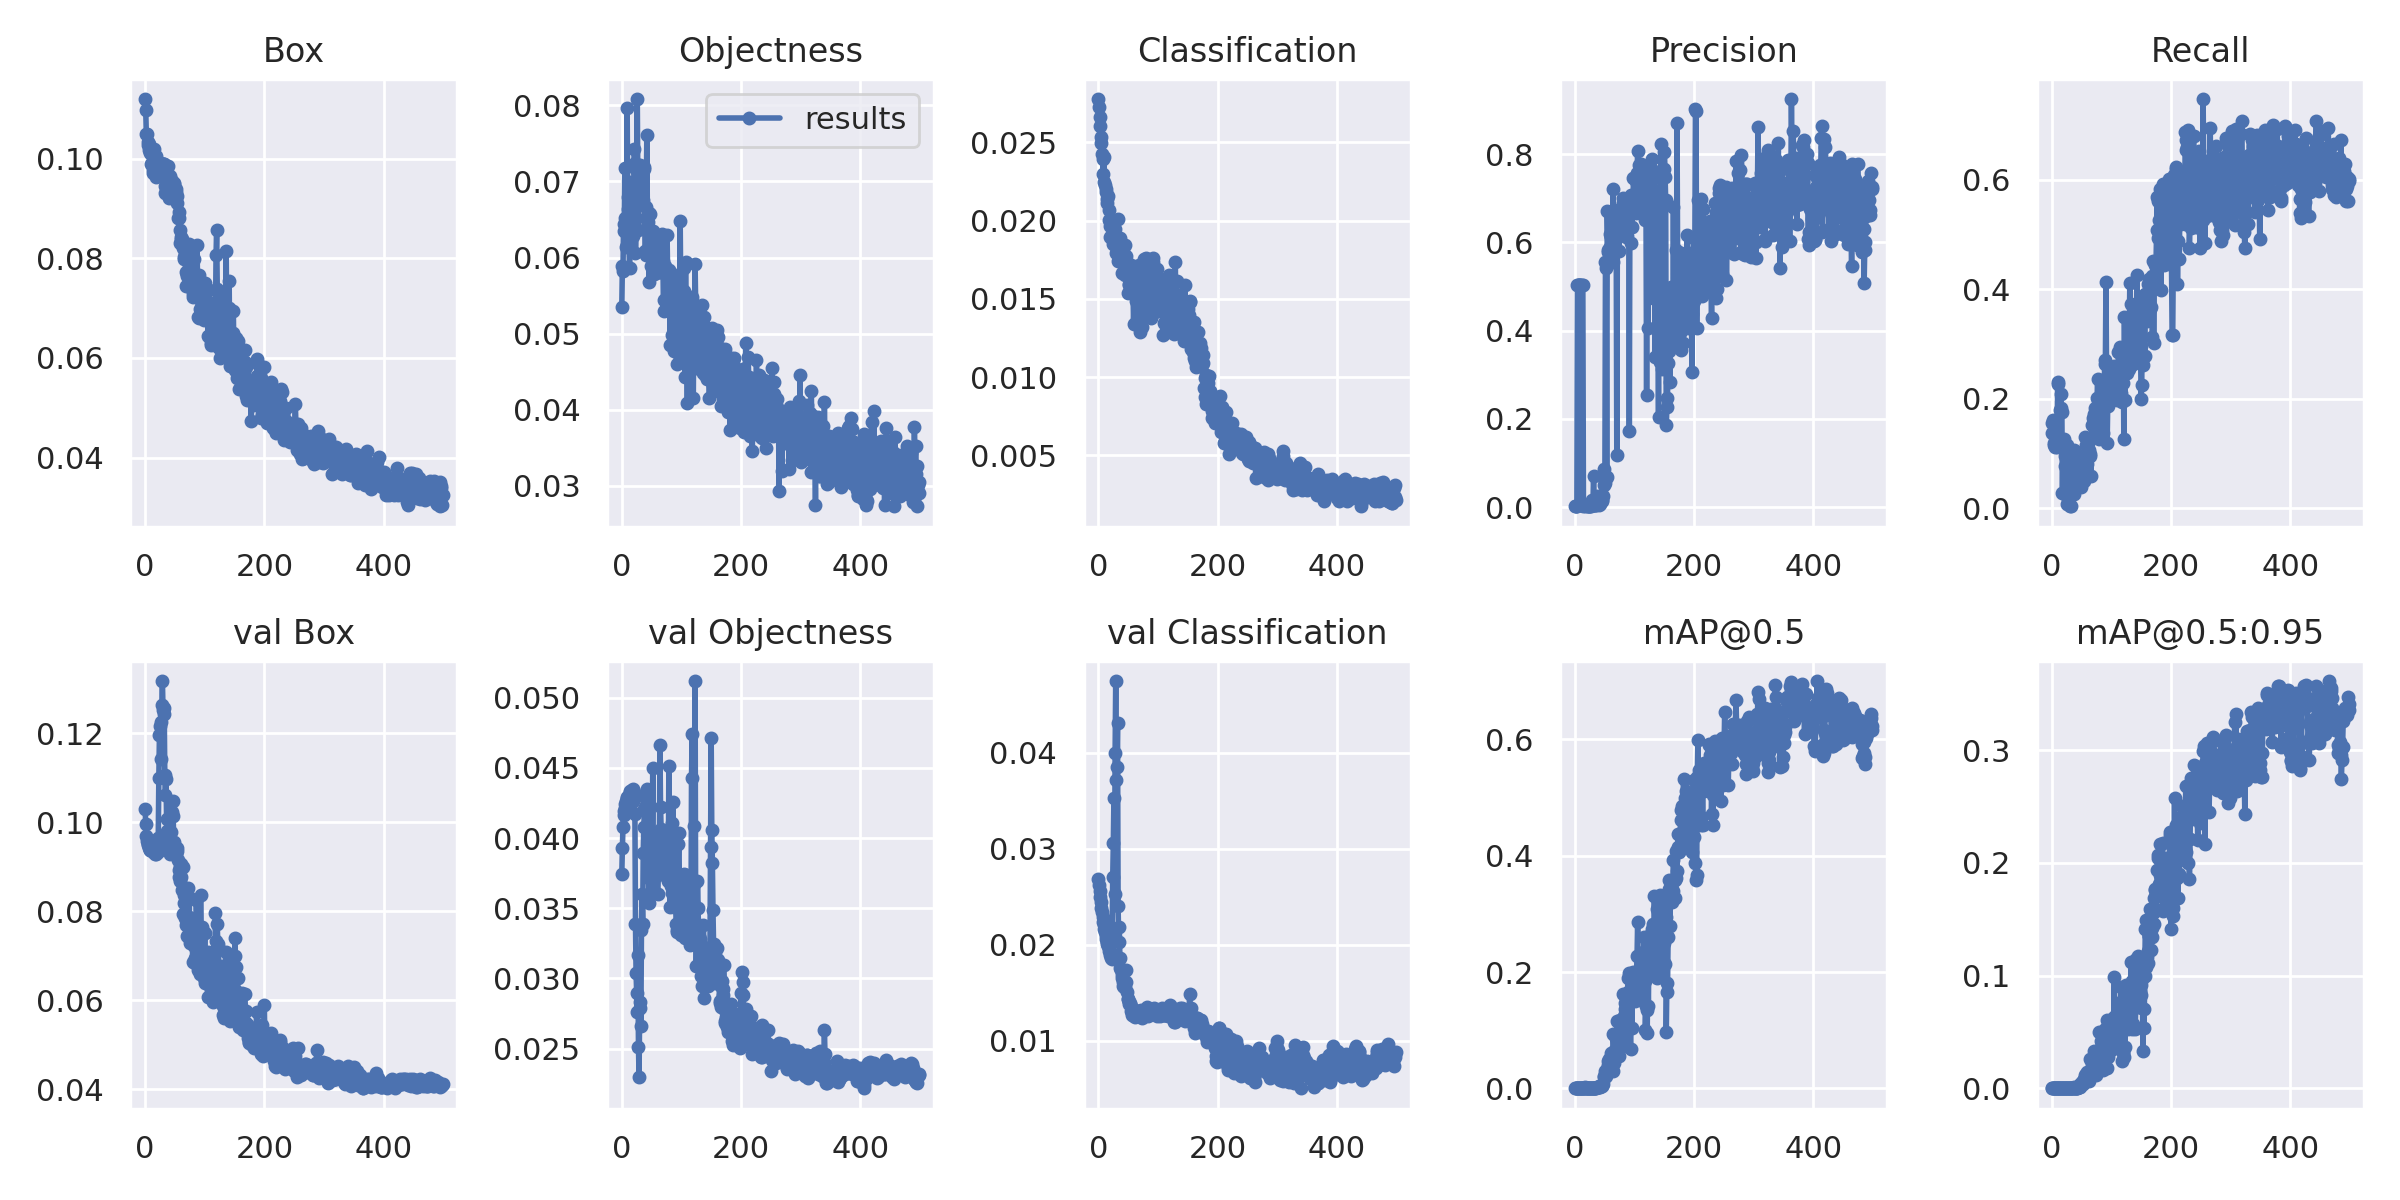 Box
0.10
0.08
0.06
0.04
0 200 400
Objectness
results
0.08
0.07
0.06
0.05
0.04
0.03
0 200 400
Classification
0.025
0.020
0.015
0.010
0.005
0 200 400
Precision
0.8
0.6
0.4
0.2
0.0
0 200 400
Recall
0.6
0.4
0.2
0.0
0 200 400
val Box
0.12
0.10
0.08
0.06
0.04
0 200 400
val Objectness
0.050
0.045
0.040
0.035
0.030
0.025
0 200 400
val Classification
0.04
0.03
0.02
0.01
0 200 400
mAP@0.5
0.6
0.4
0.2
0.0
0 200 400
mAP@0.5:0.95
0.3
0.2
0.1
0.0
0 200 400